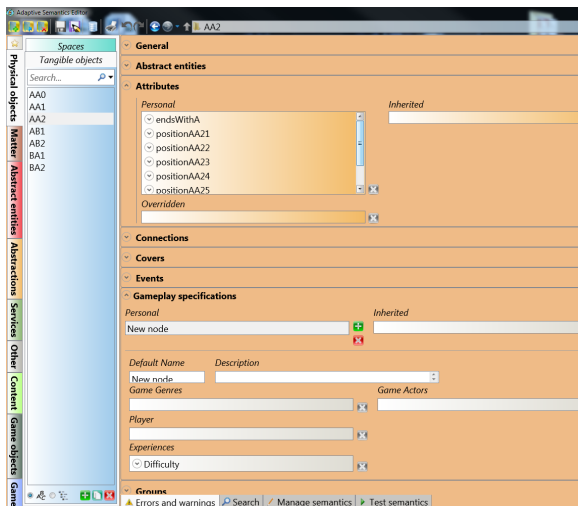 Adaptive Semantics Editor
AA2
Spaces
Tangible objects
Search...
AA0
AA1
AA2
AB1
AB2
BA1
BA2
Physical objects
Matter
Abstract entities
Abstractions
Services
Other
Content
Game objects
Game
General
Abstract entities
Attributes
Personal Inherited
endsWithA
positionAA21
positionAA22
positionAA23
positionAA24
positionAA25
Overridden
Connections
Covers
Events
Gameplay specifications
Personal Inherited
New node
Default Name Description
New node
Game Genres Game Actors
Player
Experiences
Difficulty
Groups
Errors and warnings Search Manage semantics Test semantics